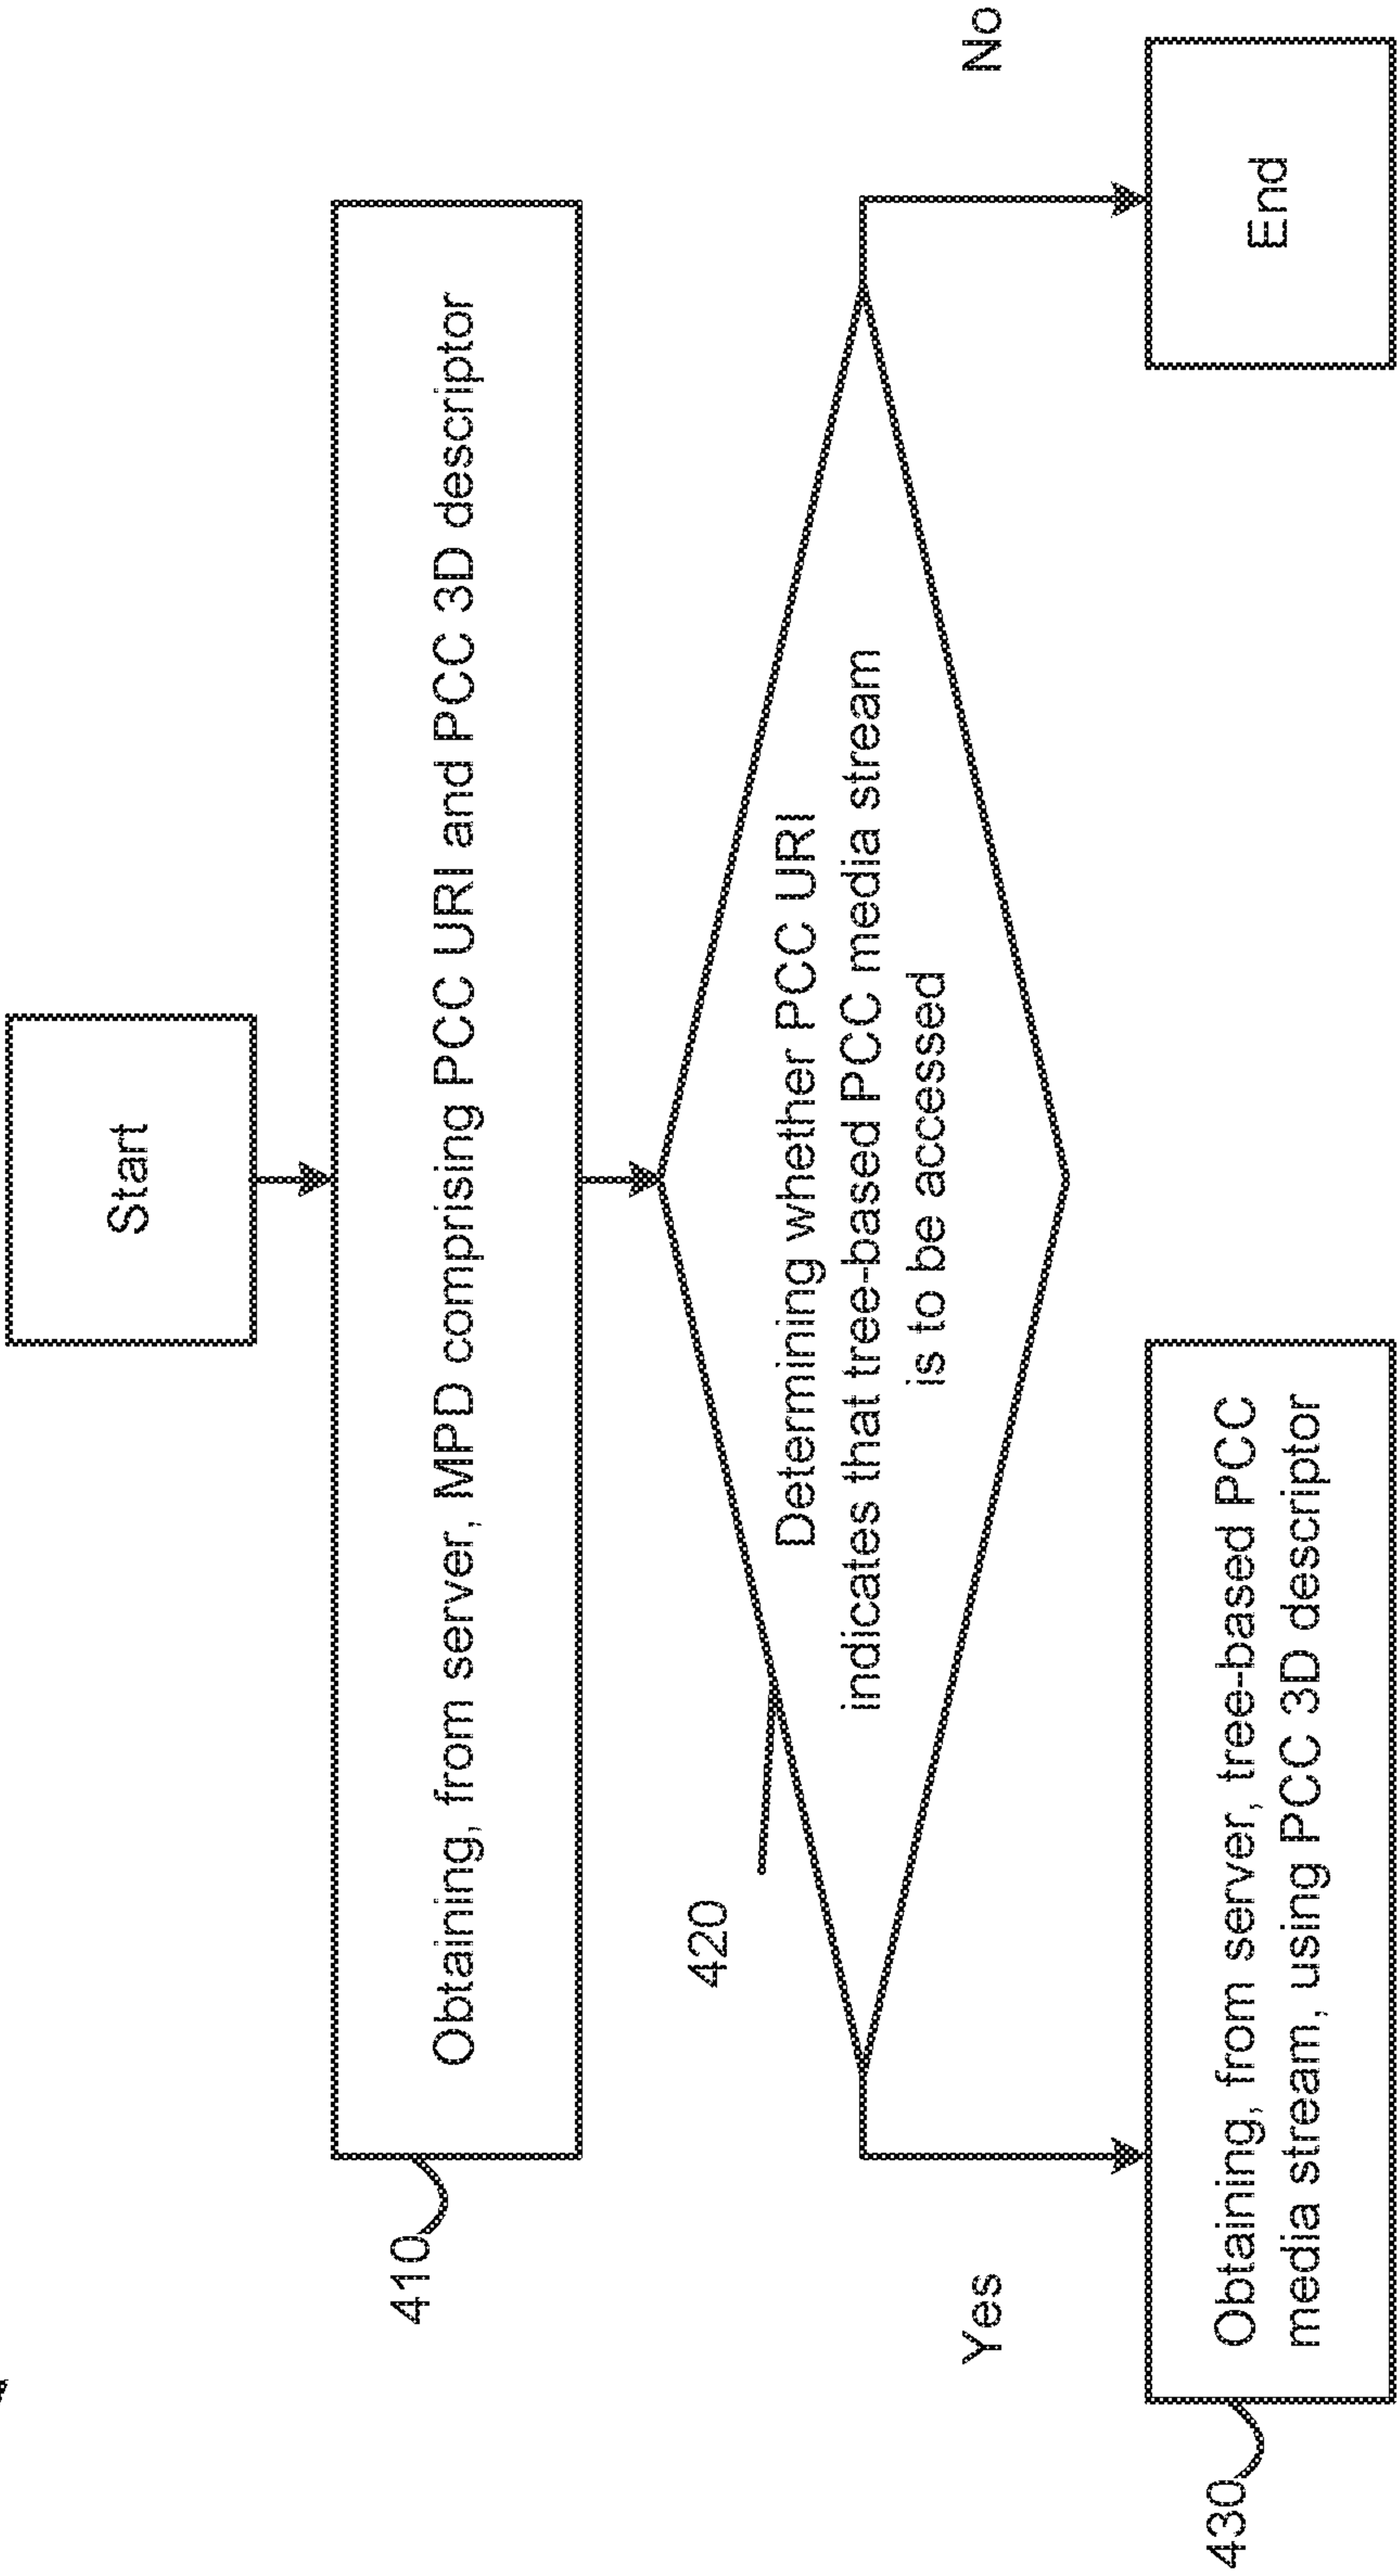 Start
410
Obtaining, from server, MPD comprising PCC URI and PCC 3D descriptor
420
Determining whether PCC URI
indicates that tree-based PCC media stream
is to be accessed
Yes
No
430
Obtaining, from server, tree-based PCC
media stream, using PCC 3D descriptor
End